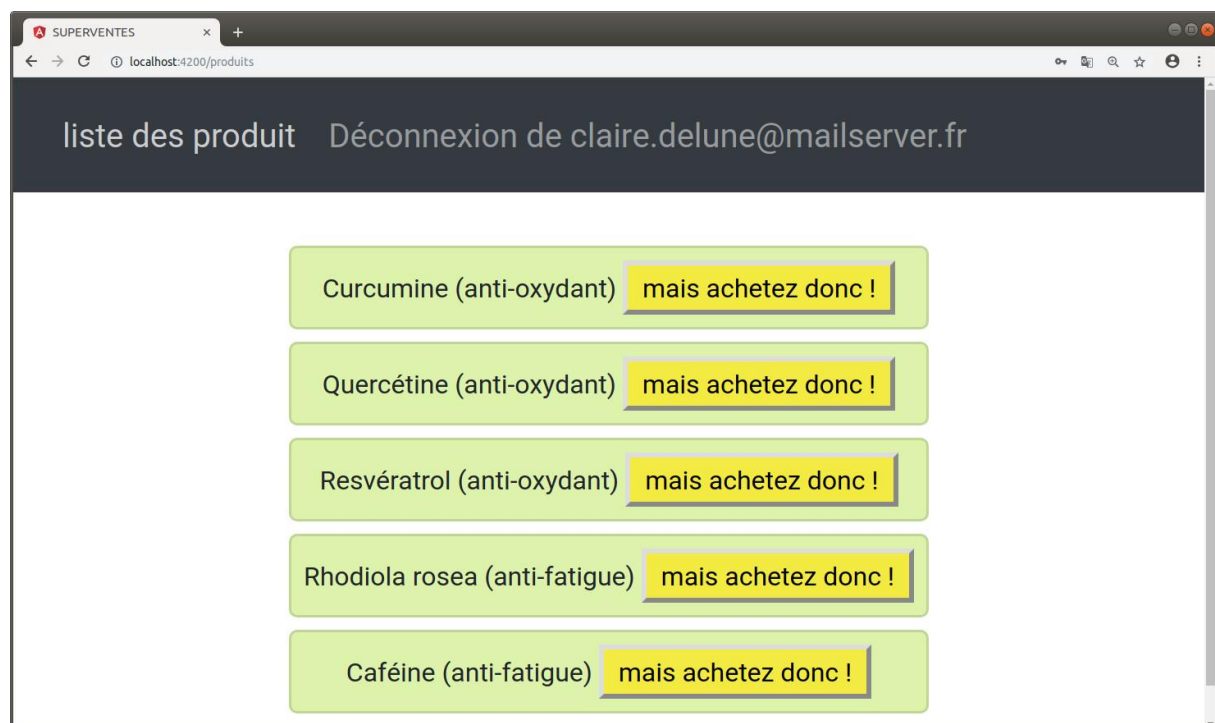 SUPERVENTES × +
localhost:4200/produits
liste des produit Déconnexion de claire.delune@mailserver.fr
Curcumine (anti-oxydant) mais achetez donc !
Quercétine (anti-oxydant) mais achetez donc !
Resvératrol (anti-oxydant) mais achetez donc !
Rhodiola rosea (anti-fatigue) mais achetez donc !
Caféine (anti-fatigue) mais achetez donc !